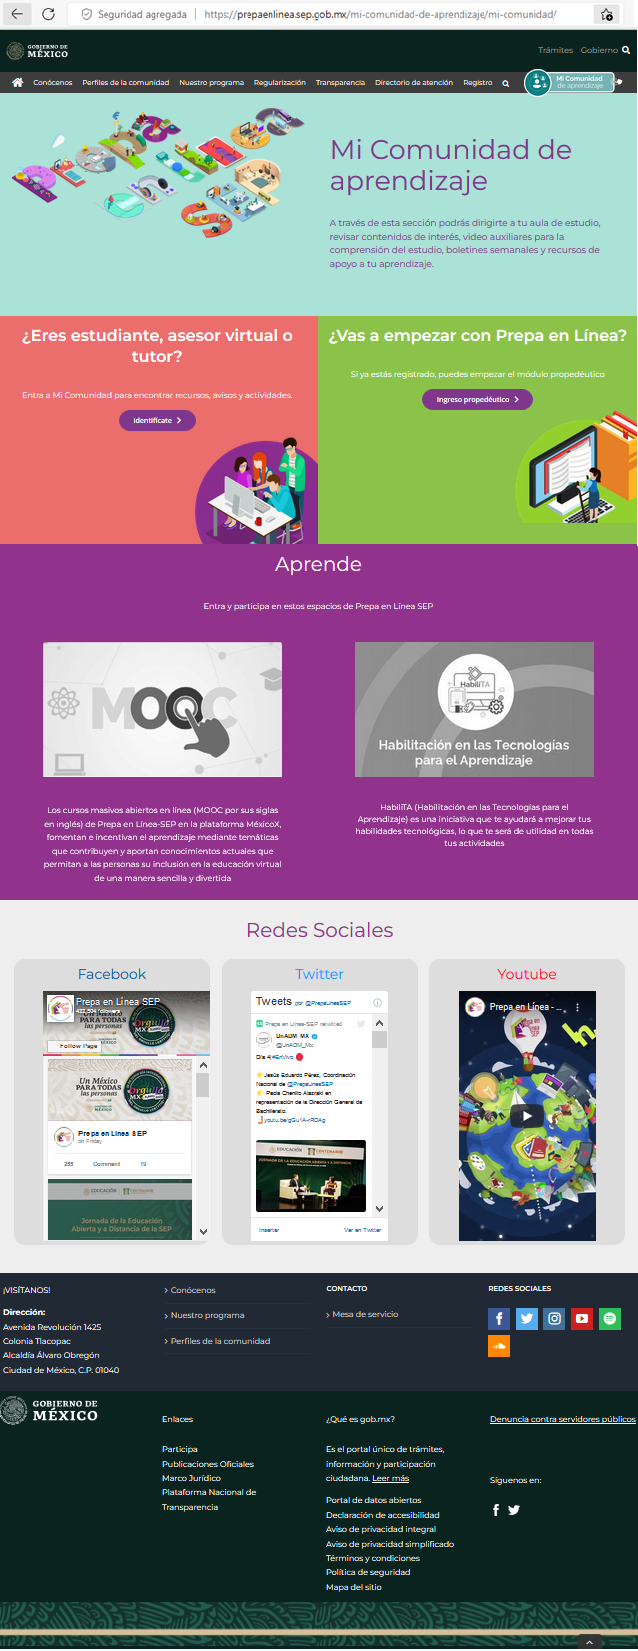 Seguridad agregada
https://prepaenlinea.sep.gob.mx/mi-comunidad-de-aprendizaje/mi-comunidad/
GOBIERNO DE
MÉXICO
Trámites Gobierno
Conócenos Perfiles de la comunidad Nuestro programa Regularización Transparencia Directorio de atención Registro
Mi Comunidad
de aprendizaje
Mi Comunidad de
aprendizaje
A través de esta sección podrás dirigirte a tu aula de estudio,
revisar contenidos de interés, video auxiliares para la
comprensión del estudio, boletines semanales y recursos de
apoyo a tu aprendizaje.
¿Eres estudiante, asesor virtual o
tutor?
Entra a Mi Comunidad para encontrar recursos, avisos y actividades.
Identifícate
¿Vas a empezar con Prepa en Línea?
Si ya estás registrado, puedes empezar el módulo propedéutico
Ingreso propedéutico
Aprende
Entra y participa en estos espacios de Prepa en Línea SEP
MOOC
Los cursos masivos abiertos en línea (MOOC por sus siglas
en inglés) de Prepa en Línea-SEP en la plataforma MéxicoX,
fomentan e incentivan el aprendizaje mediante temáticas
que contribuyen y aportan conocimientos actuales que
permitan a las personas su inclusión en la educación virtual
de una manera sencilla y divertida
HabiliTA
Habilitación en las Tecnologías
para el Aprendizaje
HabiliTA (Habilitación en las Tecnologías para el
Aprendizaje) es una iniciativa que te ayudará a mejorar tus
habilidades tecnológicas, lo que te será de utilidad en todas
tus actividades
Redes Sociales
Facebook
Prepa en Línea SEP
Follow Page
Un México
PARA TODAS
las personas
Orgullo
MX
Prepa en Línea SEP
on Friday
235 Comment 19
EDUCACIÓN CENTENARIO
Jornada de la Educación
Abierta y a Distancia de la SEP
Twitter
Tweets por @PrepaLineaSEP
Prepa en Línea-SEP retwitteó
UnADM_MX
@UnADM_Mx
Día 4|#EnVivo
Jesús Eduardo Pérez, Coordinación
Nacional de @PrepaLineaSEP
Paola Chenillo Alazraki en
representación de la Dirección General de
Bachillerato.
EDUCACIÓN CENTENARIO
JORNADA DE LA EDUCACIÓN ABIERTA Y A DISTANCIA
Insertar Ver en Twitter
Youtube
Prepa en Línea - ...
¡VISÍTANOS!
Dirección:
Avenida Revolución 1425
Colonia Tlacopac
Alcaldía Álvaro Obregón
Ciudad de México, C.P. 01040
Conócenos
Nuestro programa
Perfiles de la comunidad
CONTACTO
Mesa de servicio
REDES SOCIALES
GOBIERNO DE
MÉXICO
Enlaces
Participa
Publicaciones Oficiales
Marco Jurídico
Plataforma Nacional de
Transparencia
¿Qué es gob.mx?
Es el portal único de trámites,
información y participación
ciudadana. Leer más
Portal de datos abiertos
Declaración de accesibilidad
Aviso de privacidad integral
Aviso de privacidad simplificado
Términos y condiciones
Política de seguridad
Mapa del sitio
Denuncia contra servidores públicos
Síguenos en: